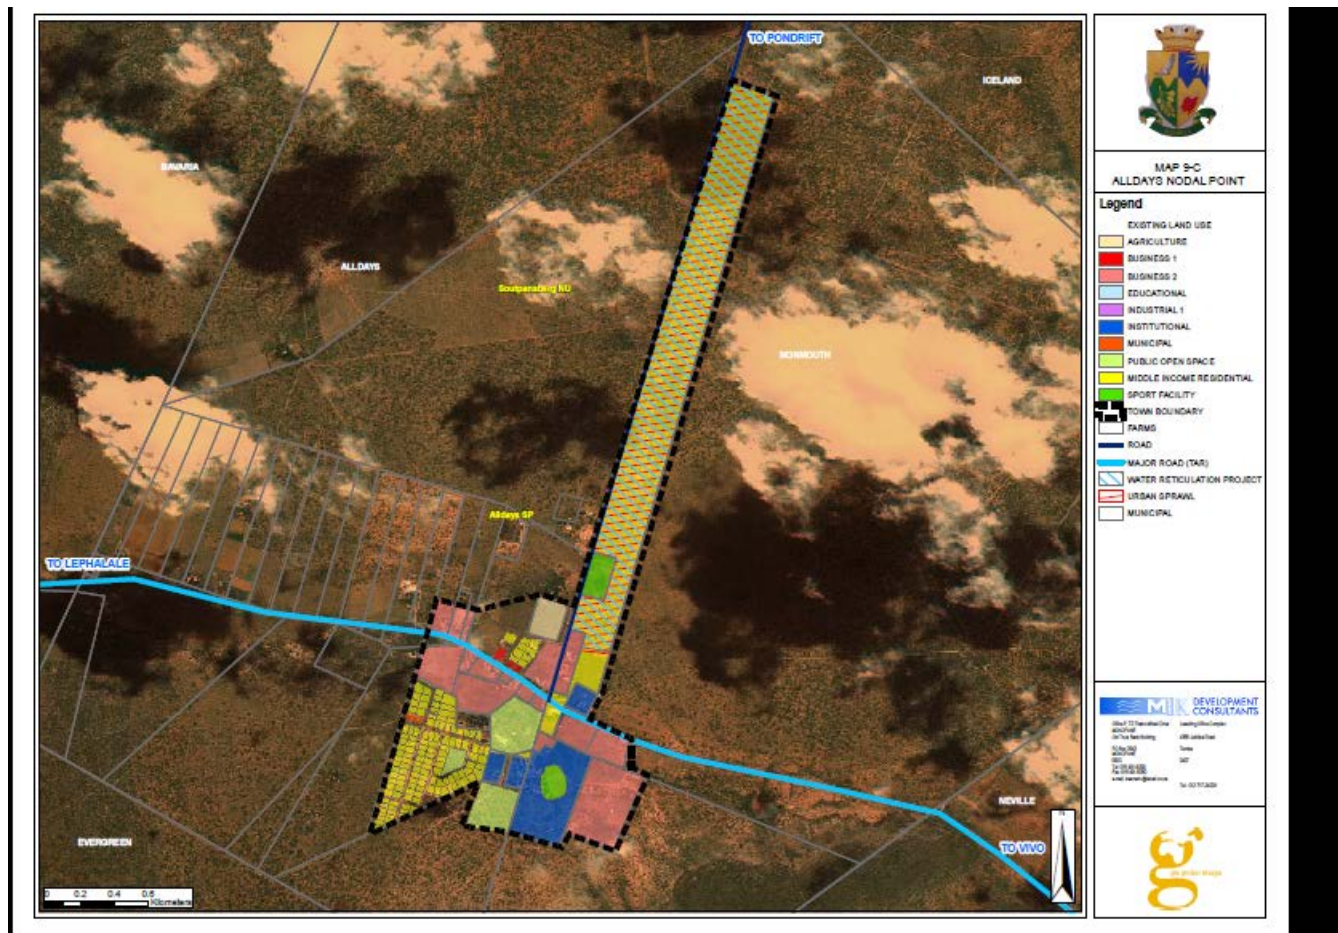 TO PONDRIFT
ICELAND
BAVARIA
ALLDAYS
Soutpansberg NU
MONMOUTH
Alldays SP
TO LEPHALALE
NEVILLE
EVERGREEN
TO VIVO
0 0.2 0.4 0.6
Kilometers
MAP 9-C
ALLDAYS NODAL POINT
Legend
EXISTING LAND USE
AGRICULTURE
BUSINESS 1
BUSINESS 2
EDUCATIONAL
INDUSTRIAL 1
INSTITUTIONAL
MUNICIPAL
PUBLIC OPEN SPACE
MIDDLE INCOME RESIDENTIAL
SPORT FACILITY
TOWN BOUNDARY
FARMS
ROAD
MAJOR ROAD (TAR)
WATER RETICULATION PROJECT
URBAN SPRAWL
MUNICIPAL
DEVELOPMENT
CONSULTANTS